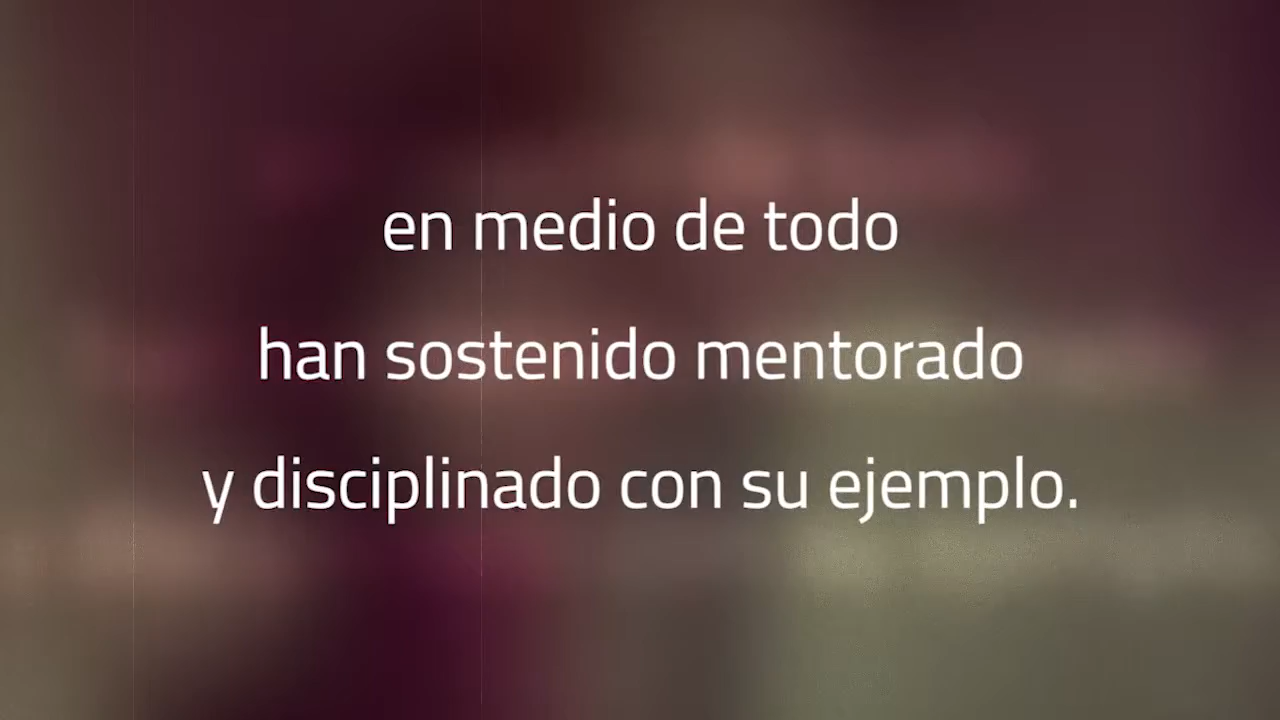 en medio de todo
han sostenido mentorado
y disciplinado con su ejemplo.